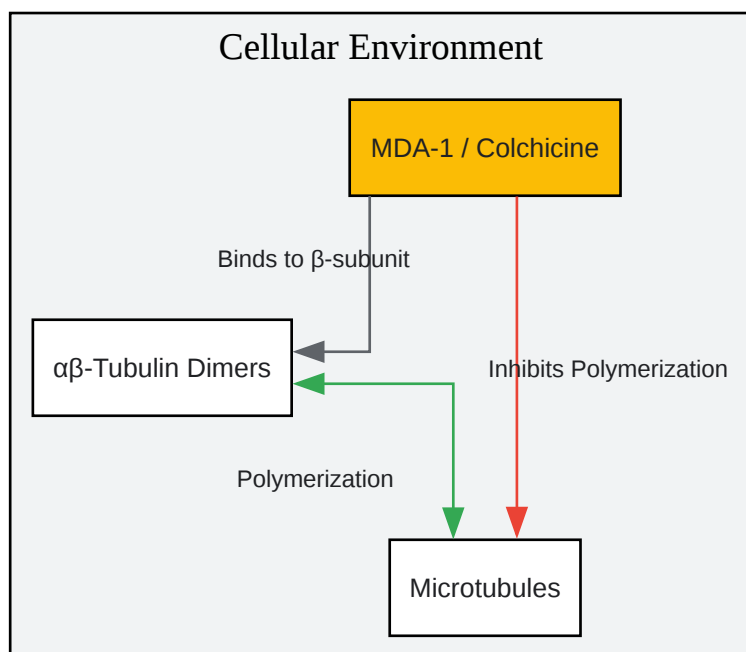 Cellular Environment
MDA-1 / Colchicine
Binds to β-subunit
αβ-Tubulin Dimers
Inhibits Polymerization
Polymerization
Microtubules